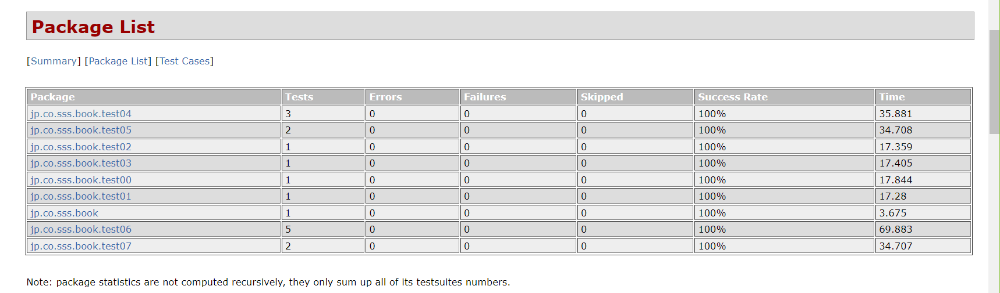 Package List
[Summary] [Package List] [Test Cases]
Package Tests Errors Failures Skipped Success Rate Time
jp.co.sss.book.test04 3 0 0 0 100% 35.881
jp.co.sss.book.test05 2 0 0 0 100% 34.708
jp.co.sss.book.test02 1 0 0 0 100% 17.359
jp.co.sss.book.test03 1 0 0 0 100% 17.405
jp.co.sss.book.test00 1 0 0 0 100% 17.844
jp.co.sss.book.test01 1 0 0 0 100% 17.28
jp.co.sss.book 1 0 0 0 100% 3.675
jp.co.sss.book.test06 5 0 0 0 100% 69.883
jp.co.sss.book.test07 2 0 0 0 100% 34.707
Note: package statistics are not computed recursively, they only sum up all of its testsuites numbers.